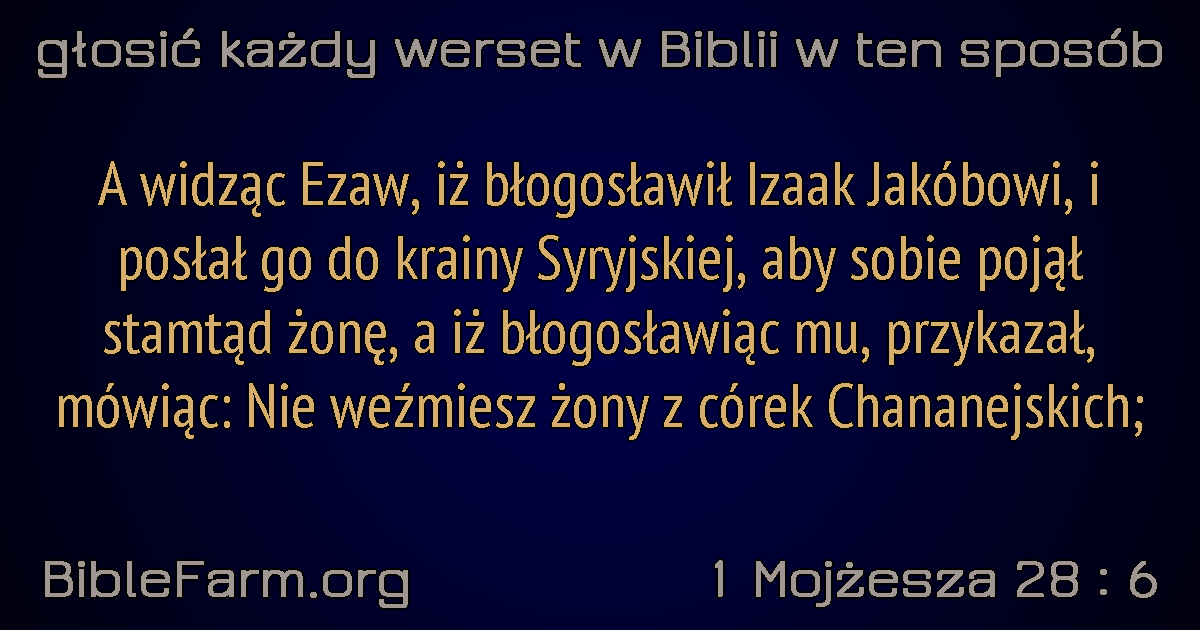 głosić każdy werset w Biblii w ten sposób
A widząc Ezaw, iż błogosławił Izaak Jakóbowi, i
posłał go do krainy Syryjskiej, aby sobie pojął
stamtąd żonę, a iż błogosławiąc mu, przykazał,
mówiąc: Nie weźmiesz żony z córek Chananejskich;
BibleFarm.org
1 Mojżesza 28 : 6